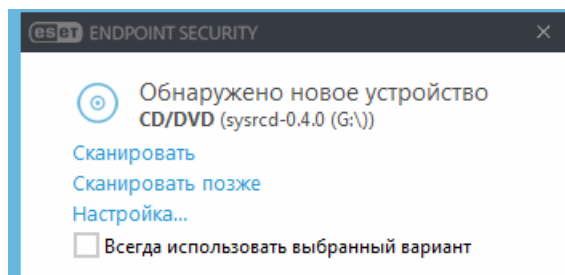 eset ENDPOINT SECURITY
Обнаружено новое устройство
CD/DVD (sysrcd-0.4.0 (G:\))
Сканировать
Сканировать позже
Настройка...
Всегда использовать выбранный вариант